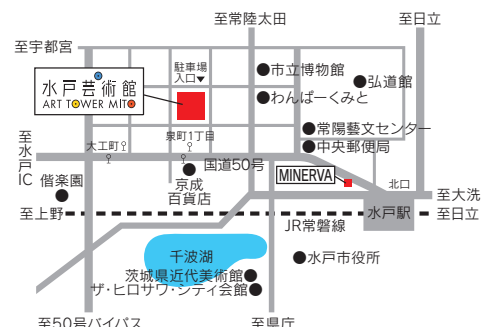 至常陸太田
至日立
至宇都宮
駐車場
入口▼
●市立博物館
●弘道館
水戸芸術館
ART TOWER MITO
●わんぱーくみと
●常陽藝文センター
泉町1丁目
大工町
●中央郵便局
至水戸IC
国道50号
MINERVA
偕楽園
京成
百貨店
北口
至大洗
至上野
水戸駅
至日立
JR常磐線
千波湖
●水戸市役所
茨城県近代美術館●
ザ・ヒロサワ・シティ会館●
至50号バイパス
至県庁